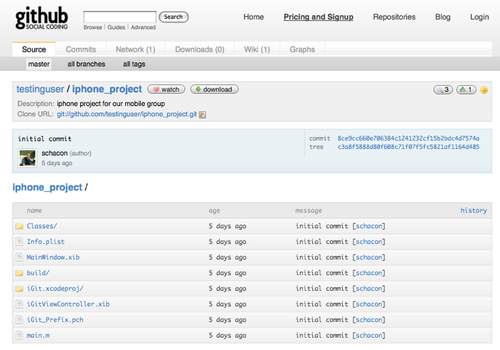 github
SOCIAL CODING
Search
Browse | Guides | Advanced
Home Pricing and Signup Repositories Blog Login
Source Commits Network (1) Downloads (0) Wiki (1) Graphs
master all branches all tags
testinguser / iphone_project watch download 3 1
Description: iphone project for our mobile group
Clone URL: git://github.com/testinguser/iphone_project.git
initial commit
schacon (author)
5 days ago
commit 8ce9cc660e706384c1241232cf15b2bdc4d7574a
tree c3a8f5888d80f608c71f07f5fc5821af1164d485
iphone_project /
name age message history
Classes/ 5 days ago initial commit [schacon]
Info.plist 5 days ago initial commit [schacon]
MainWindow.xib 5 days ago initial commit [schacon]
build/ 5 days ago initial commit [schacon]
iGit.xcodeproj/ 5 days ago initial commit [schacon]
iGitViewController.xib 5 days ago initial commit [schacon]
iGit_Prefix.pch 5 days ago initial commit [schacon]
main.m 5 days ago initial commit [schacon]